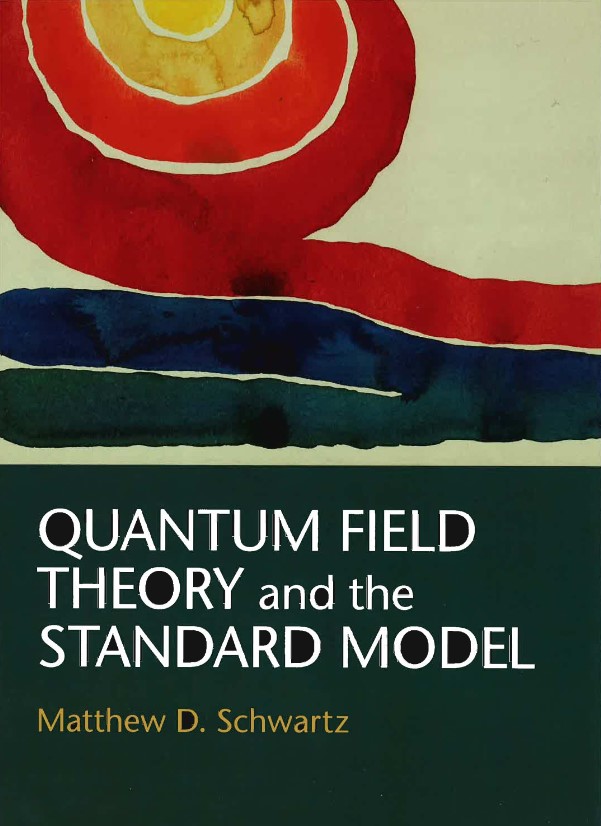 QUANTUM FIELD
THEORY and the
STANDARD MODEL
Matthew D. Schwartz